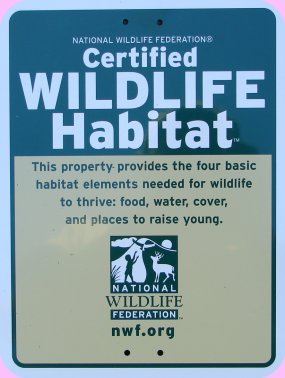 NATIONAL WILDLIFE FEDERATION®
Certified
WILDLIFE
Habitat™
This property provides the four basic
habitat elements needed for wildlife
to thrive: food, water, cover,
and places to raise young.
NATIONAL
WILDLIFE
FEDERATION™
nwf.org